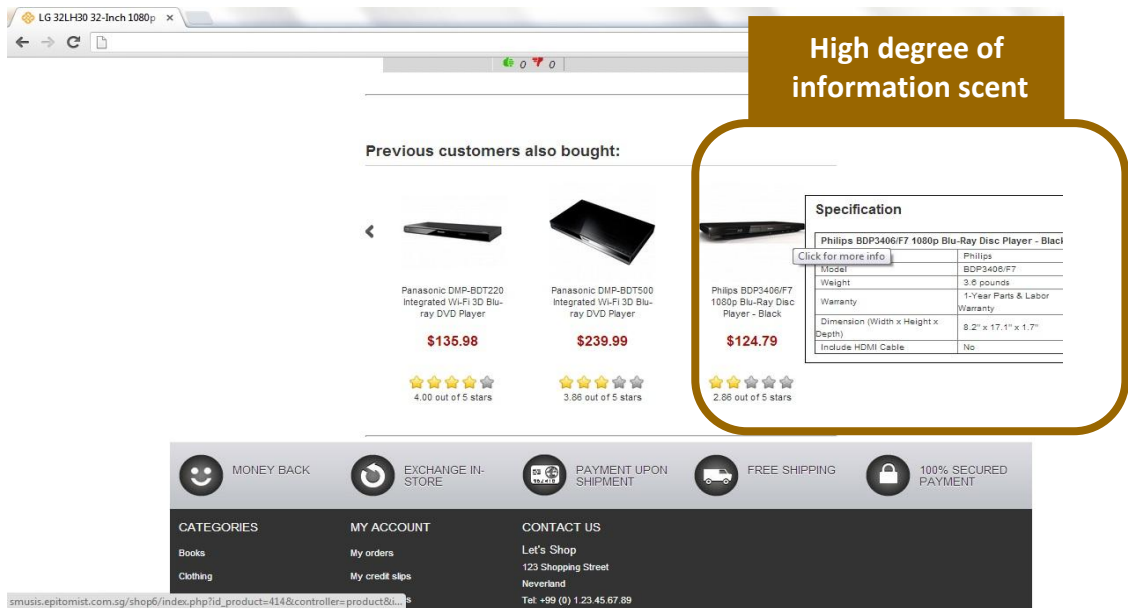 LG 32LH30 32-Inch 1080p
High degree of
information scent
0 0
Previous customers also bought:
Specification
Philips BDP3406/F7 1080p Blu-Ray Disc Player - Black
Click for more info
Philips
Model BDP3406/F7
Weight 3.6 pounds
Warranty 1-Year Parts & Labor
Warranty
Dimension (Width x Height x
Depth) 8.2" x 17.1" x 1.7"
Include HDMI Cable No
Panasonic DMP-BDT220
Integrated Wi-Fi 3D Blu-
ray DVD Player
$135.98
4.00 out of 5 stars
Panasonic DMP-BDT500
Integrated Wi-Fi 3D Blu-
ray DVD Player
$239.99
3.86 out of 5 stars
Philips BDP3406/F7
1080p Blu-Ray Disc
Player - Black
$124.79
2.86 out of 5 stars
MONEY BACK
EXCHANGE IN-
STORE
PAYMENT UPON
SHIPMENT
FREE SHIPPING
100% SECURED
PAYMENT
CATEGORIES
Books
Clothing
MY ACCOUNT
My orders
My credit slips
CONTACT US
Let's Shop
123 Shopping Street
Neverland
Tel: +99 (0) 1.23.45.67.89
smusis.epitomist.com.sg/shop6/index.php?id_product=414&controller=product&i...